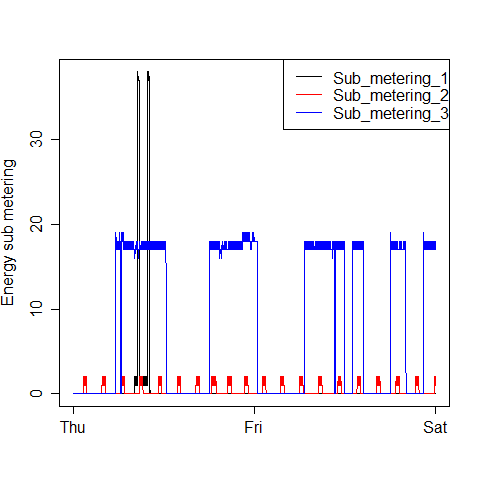 Sub_metering_1
Sub_metering_2
Sub_metering_3
Energy sub metering
30
20
10
0
Thu Fri Sat